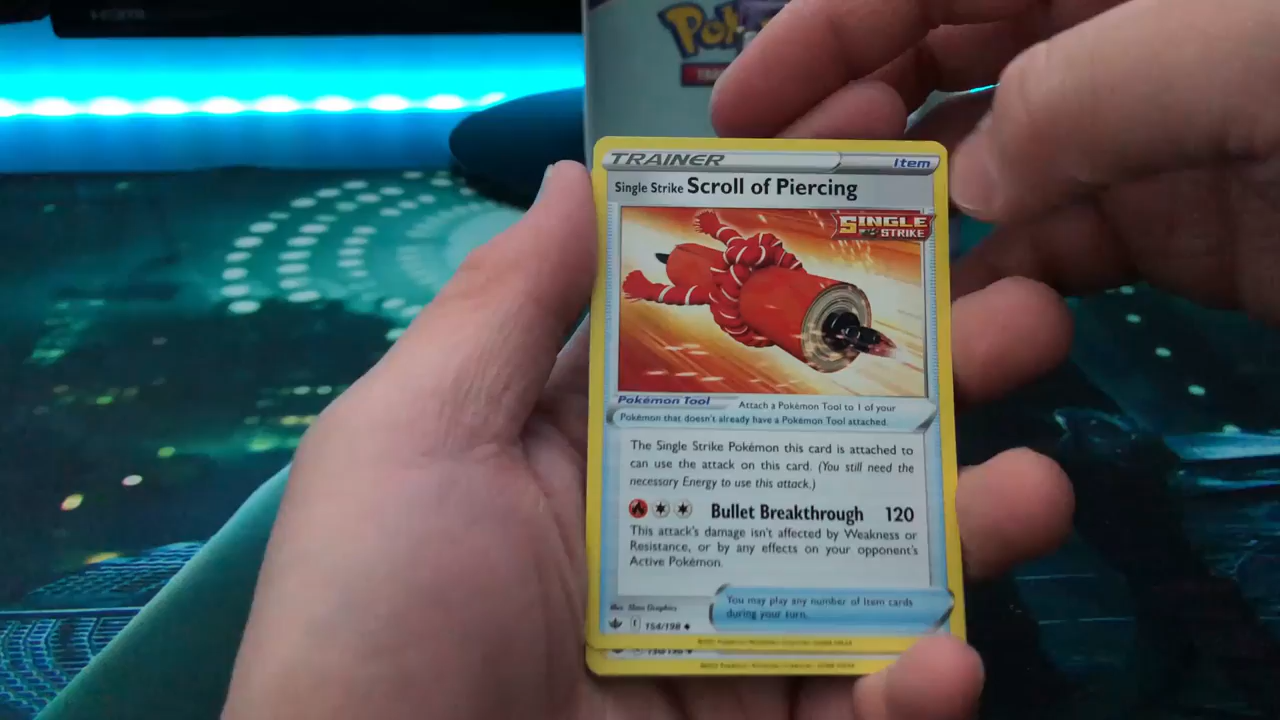 TRAINER Item
Single Strike Scroll of Piercing
SINGLE
STRIKE
Pokémon Tool Attach a Pokémon Tool to 1 of your
Pokémon that doesn't already have a Pokémon Tool attached.
The Single Strike Pokémon this card is attached to
can use the attack on this card. (You still need the
necessary Energy to use this attack.)
Bullet Breakthrough 120
This attack's damage isn't affected by Weakness or
Resistance, or by any effects on your opponent's
Active Pokémon.
You may play any number of Item cards
during your turn.
154/198